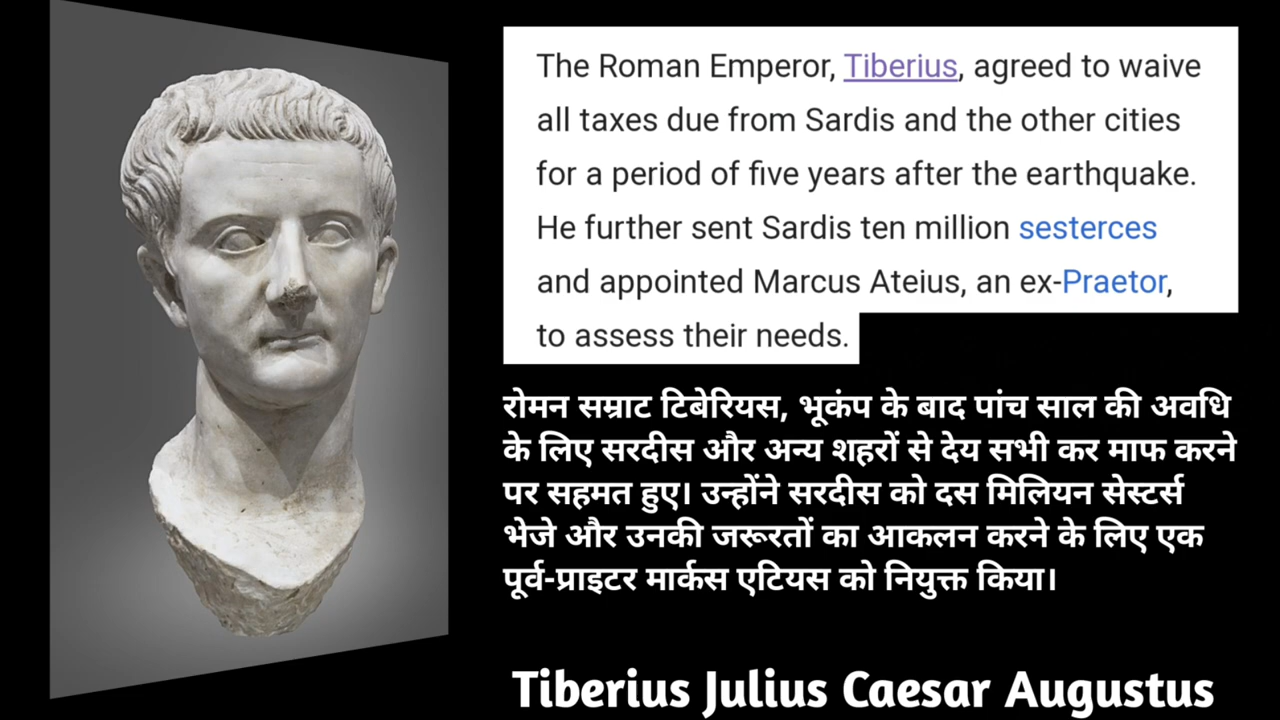 The Roman Emperor, Tiberius, agreed to waive
all taxes due from Sardis and the other cities
for a period of five years after the earthquake.
He further sent Sardis ten million sesterces
and appointed Marcus Ateius, an ex-Praetor,
to assess their needs.
रोमन सम्राट टिबेरियस, भूकंप के बाद पांच साल की अवधि
के लिए सरदीस और अन्य शहरों से देय सभी कर माफ करने
पर सहमत हुए। उन्होंने सरदीस को दस मिलियन सेस्टर्स
भेजे और उनकी जरूरतों का आकलन करने के लिए एक
पूर्व-प्राइटर मार्कस एटियस को नियुक्त किया।
Tiberius Julius Caesar Augustus